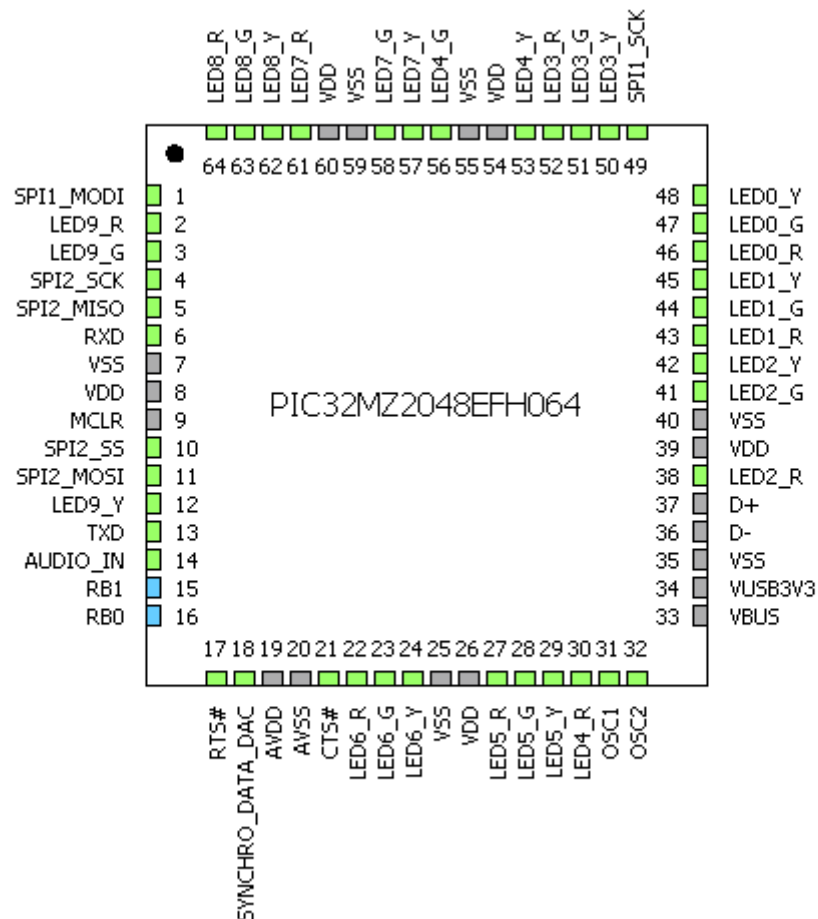 LED8_R LED8_G LED8_Y LED7_R VDD VSS LED7_G LED7_Y LED4_G VSS VDD LED4_Y LED3_R LED3_G LED3_Y SPI1_SCK
64 63 62 61 60 59 58 57 56 55 54 53 52 51 50 49
SPI1_MODI 1 48 LED0_Y
LED9_R 2 47 LED0_G
LED9_G 3 46 LED0_R
SPI2_SCK 4 45 LED1_Y
SPI2_MISO 5 44 LED1_G
RXD 6 43 LED1_R
VSS 7 42 LED2_Y
VDD 8 41 LED2_G
PIC32MZ2048EFH064
MCLR 9 40 VSS
SPI2_SS 10 39 VDD
SPI2_MOSI 11 38 LED2_R
LED9_Y 12 37 D+
TXD 13 36 D-
AUDIO_IN 14 35 VSS
RB1 15 34 VUSB3V3
RB0 16 33 VBUS
17 18 19 20 21 22 23 24 25 26 27 28 29 30 31 32
RTS# SYNCHRO_DATA_DAC AVDD AVSS CTS# LED6_R LED6_G LED6_Y VSS VDD LED5_R LED5_G LED5_Y LED4_R OSC1 OSC2